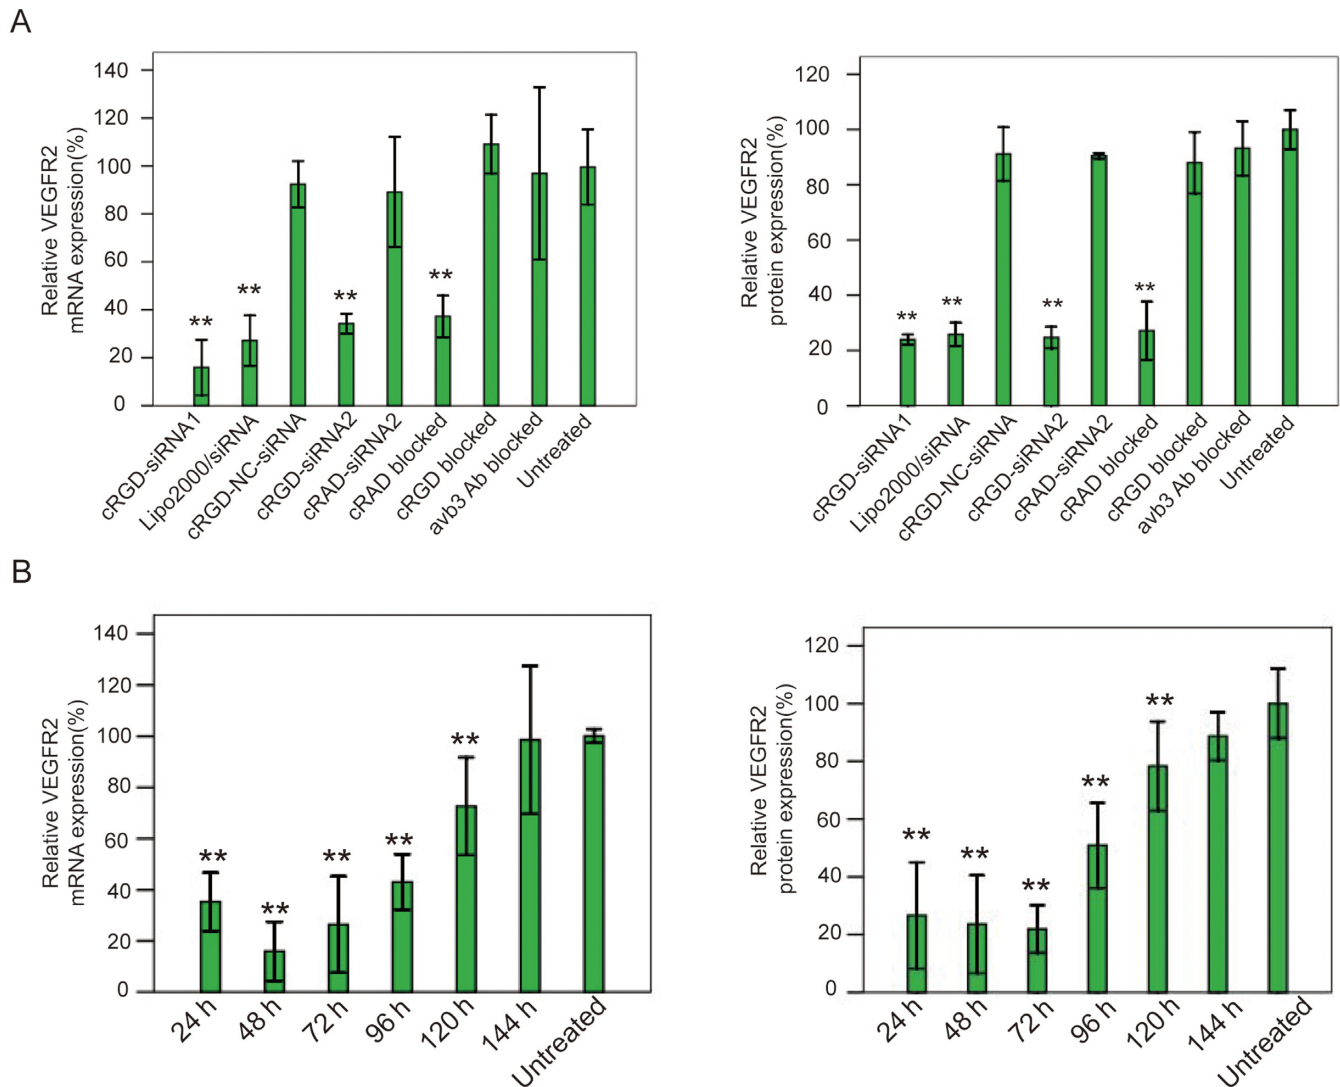 A
Relative VEGFR2
mRNA expression(%)
140
120
100
80
60
40
20
0
**
**
**
**
cRGD-siRNA1
Lipo2000/siRNA
cRGD-NC-siRNA
cRGD-siRNA2
cRAD-siRNA2
cRAD blocked
cRGD blocked
avb3 Ab blocked
Untreated
Relative VEGFR2
protein expression(%)
120
100
80
60
40
20
0
**
**
**
**
cRGD-siRNA1
Lipo2000/siRNA
cRGD-NC-siRNA
cRGD-siRNA2
cRAD-siRNA2
cRAD blocked
cRGD blocked
avb3 Ab blocked
Untreated
B
Relative VEGFR2
mRNA expression(%)
140
120
100
80
60
40
20
0
**
**
**
**
**
24 h
48 h
72 h
96 h
120 h
144 h
Untreated
Relative VEGFR2
protein expression(%)
120
100
80
60
40
20
0
**
**
**
**
**
24 h
48 h
72 h
96 h
120 h
144 h
Untreated